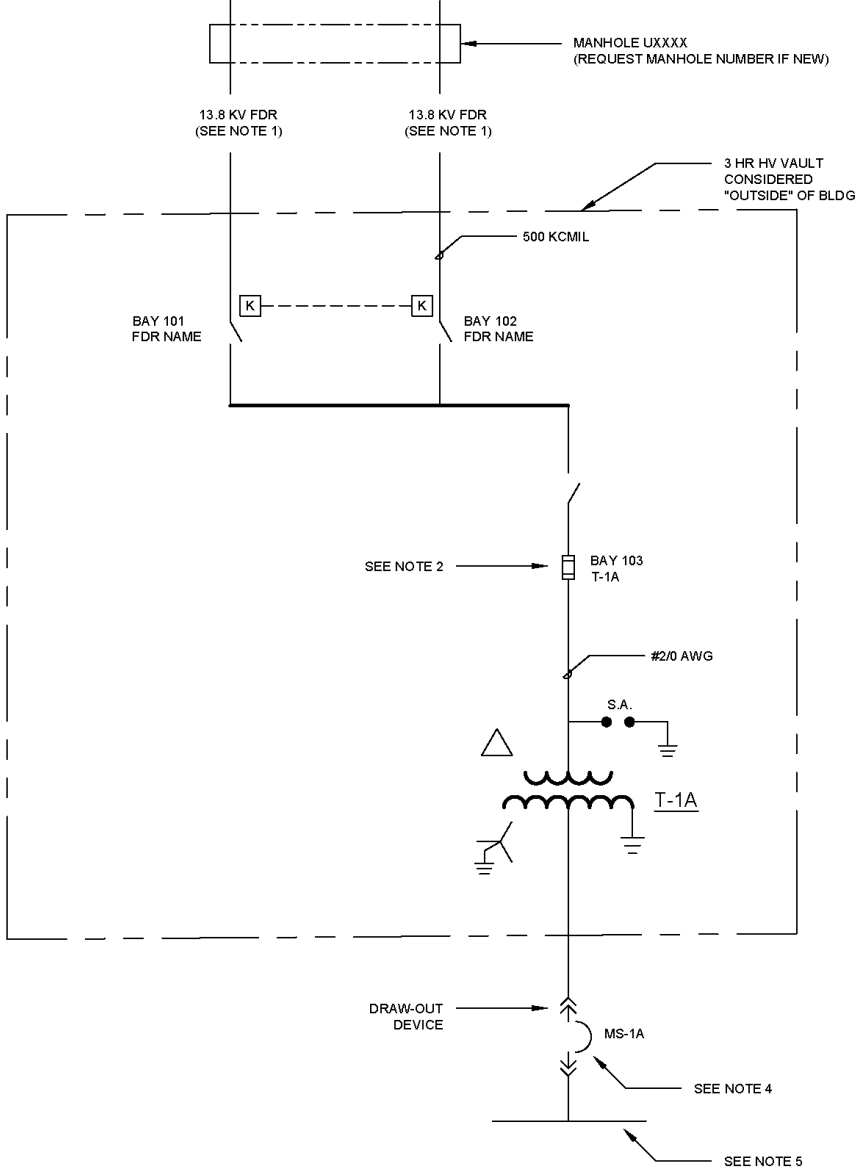 MANHOLE UXXXX
(REQUEST MANHOLE NUMBER IF NEW)
13.8 KV FDR
(SEE NOTE 1)
13.8 KV FDR
(SEE NOTE 1)
3 HR HV VAULT
CONSIDERED
"OUTSIDE" OF BLDG
500 KCMIL
K
K
BAY 101
FDR NAME
BAY 102
FDR NAME
SEE NOTE 2
BAY 103
T-1A
#2/0 AWG
S.A.
T-1A
DRAW-OUT
DEVICE
MS-1A
SEE NOTE 4
SEE NOTE 5